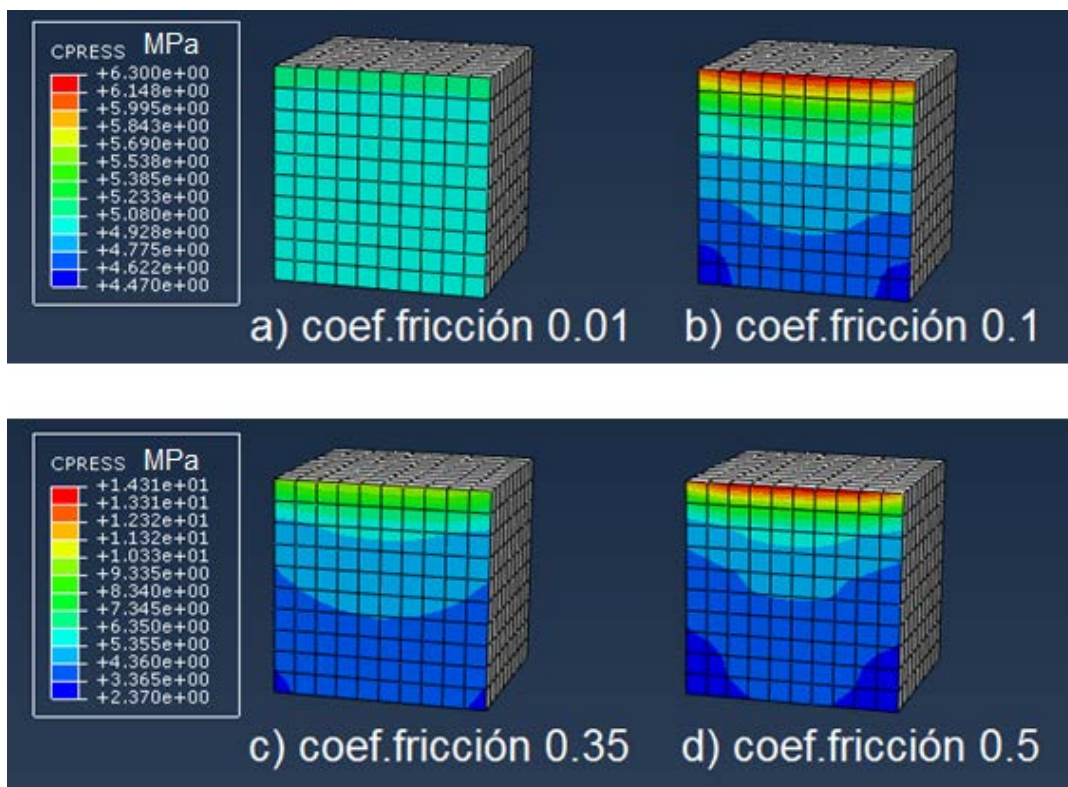 CPRESS MPa
+6.300e+00
+6.148e+00
+5.995e+00
+5.843e+00
+5.690e+00
+5.538e+00
+5.385e+00
+5.233e+00
+5.080e+00
+4.928e+00
+4.775e+00
+4.622e+00
+4.470e+00
a) coef.fricción 0.01
b) coef.fricción 0.1
CPRESS MPa
+1.431e+01
+1.331e+01
+1.232e+01
+1.132e+01
+1.033e+01
+9.335e+00
+8.340e+00
+7.345e+00
+6.350e+00
+5.355e+00
+4.360e+00
+3.365e+00
+2.370e+00
c) coef.fricción 0.35
d) coef.fricción 0.5